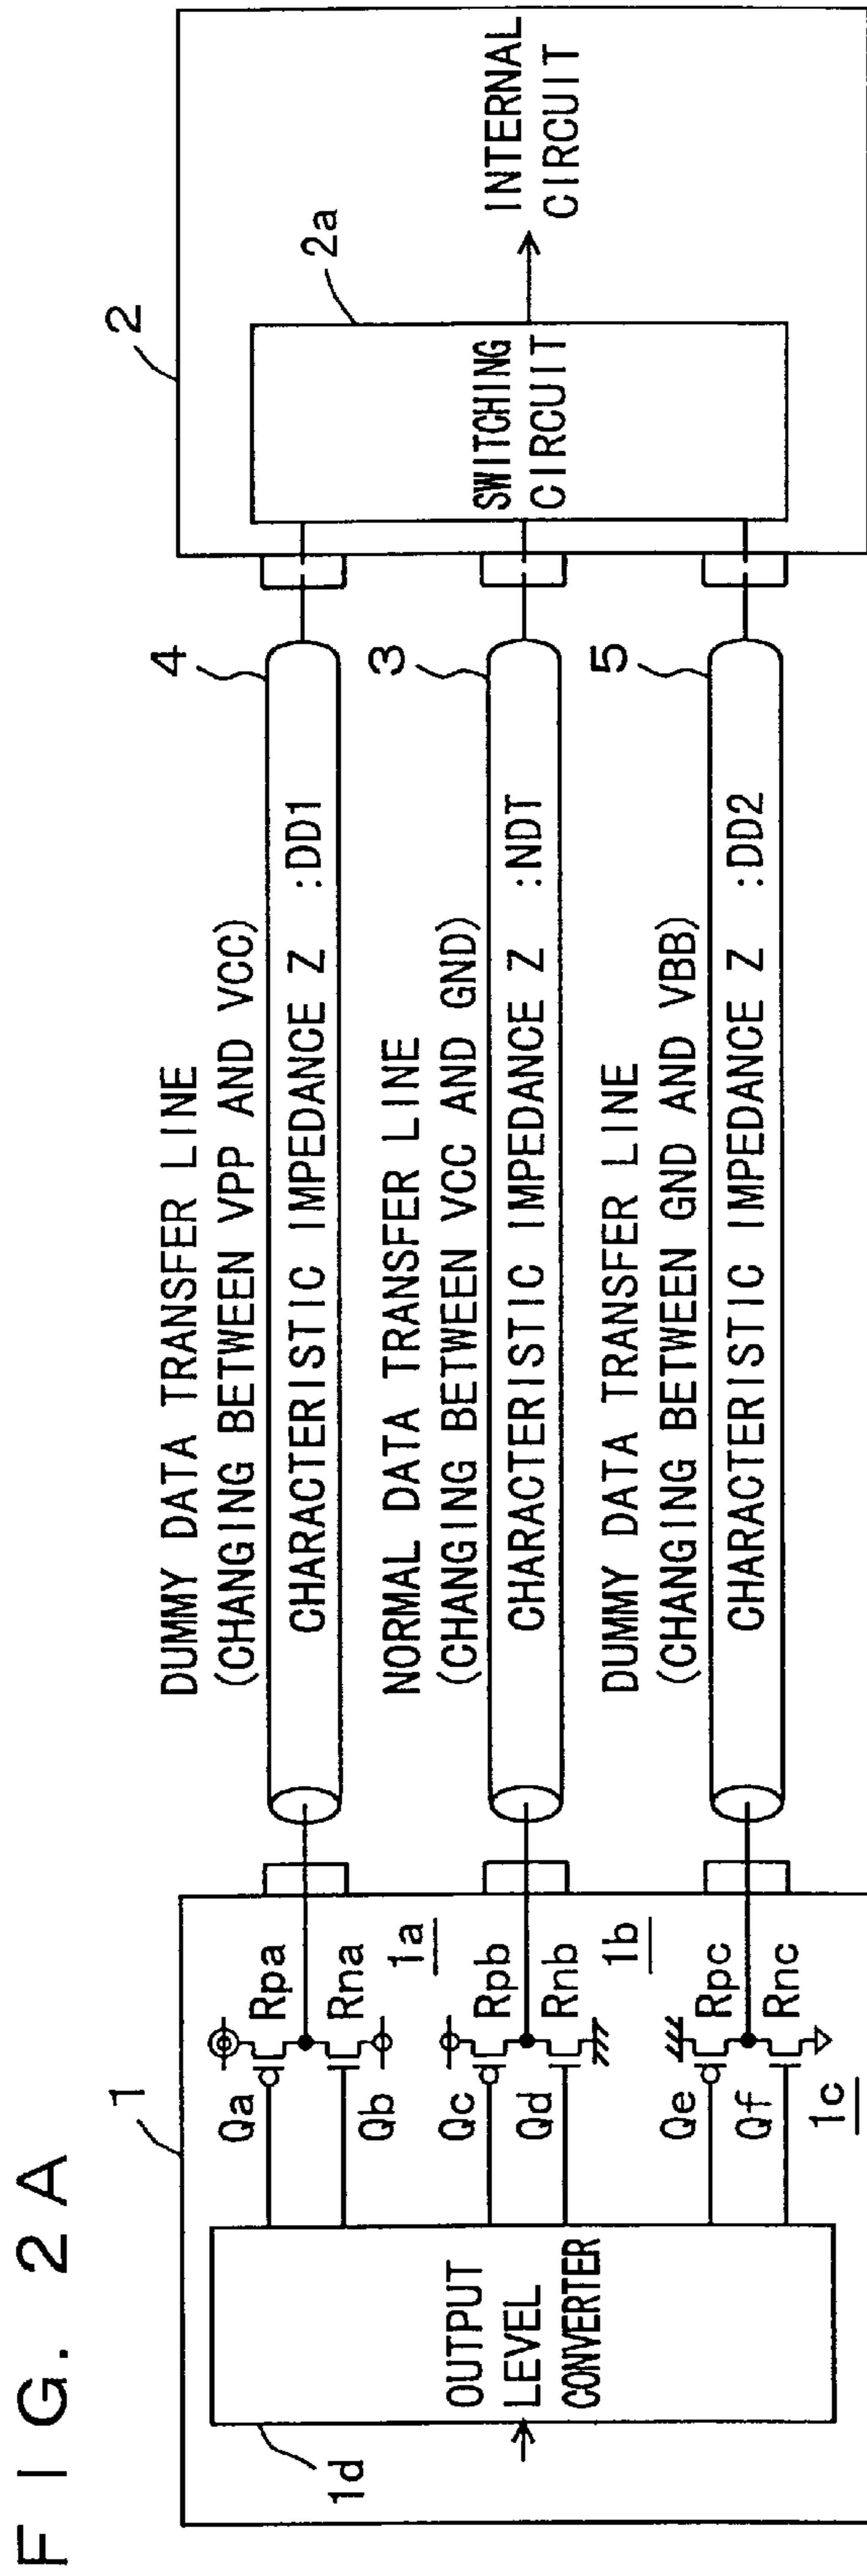 FIG. 2A
1
1d
OUTPUT
LEVEL
CONVERTER
Qa
Qb
Rpa
Rna
1a
Qc
Qd
Rpb
Rnb
1b
Qe
Qf
Rpc
Rnc
1c
DUMMY DATA TRANSFER LINE
(CHANGING BETWEEN VPP AND VCC)
4
CHARACTERISTIC IMPEDANCE Z :DD1
NORMAL DATA TRANSFER LINE
(CHANGING BETWEEN VCC AND GND)
3
CHARACTERISTIC IMPEDANCE Z :NDT
DUMMY DATA TRANSFER LINE
(CHANGING BETWEEN GND AND VBB)
5
CHARACTERISTIC IMPEDANCE Z :DD2
2
2a
SWITCHING
CIRCUIT
INTERNAL
CIRCUIT